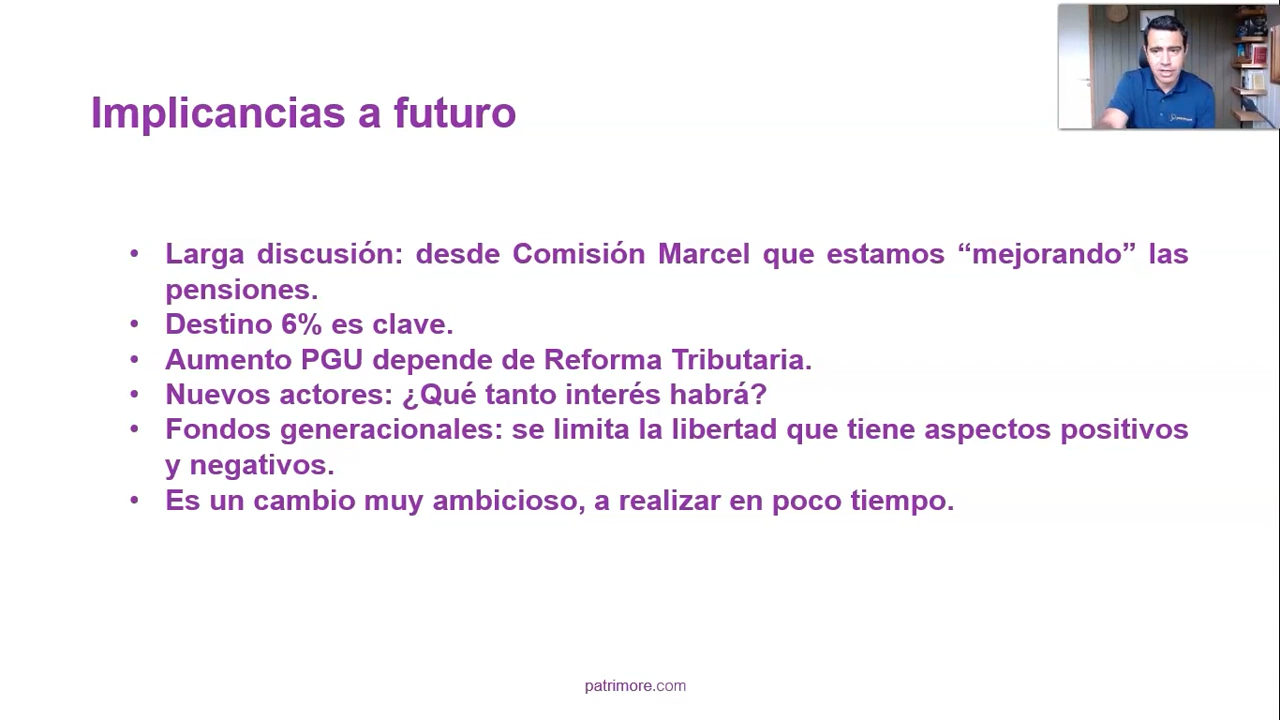 Implicancias a futuro
• Larga discusión: desde Comisión Marcel que estamos “mejorando” las
pensiones.
• Destino 6% es clave.
• Aumento PGU depende de Reforma Tributaria.
• Nuevos actores: ¿Qué tanto interés habrá?
• Fondos generacionales: se limita la libertad que tiene aspectos positivos
y negativos.
• Es un cambio muy ambicioso, a realizar en poco tiempo.
patrimore.com